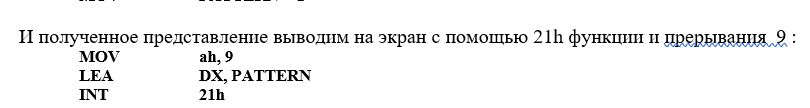 И полученное представление выводим на экран с помощью 21h функции и прерывания 9 :
MOV ah, 9
LEA DX, PATTERN
INT 21h